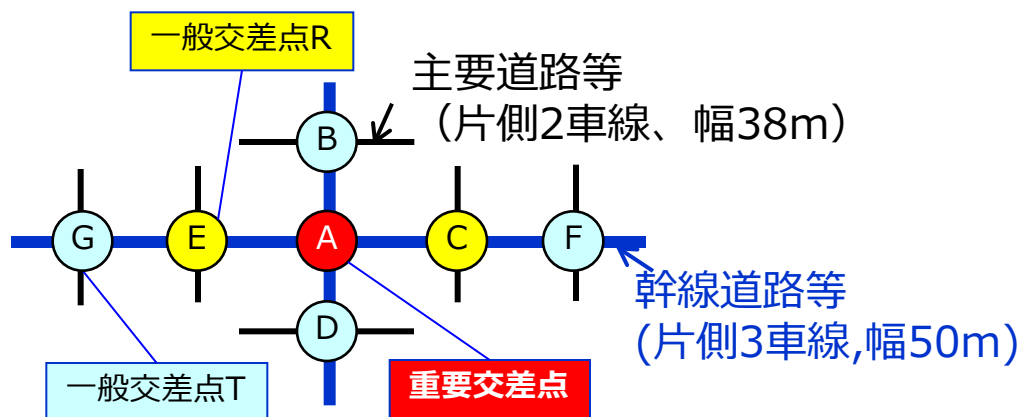 一般交差点R
主要道路等
（片側2車線、幅38m）
B
G
E
A
C
F
D
幹線道路等
(片側3車線,幅50m)
一般交差点T
重要交差点